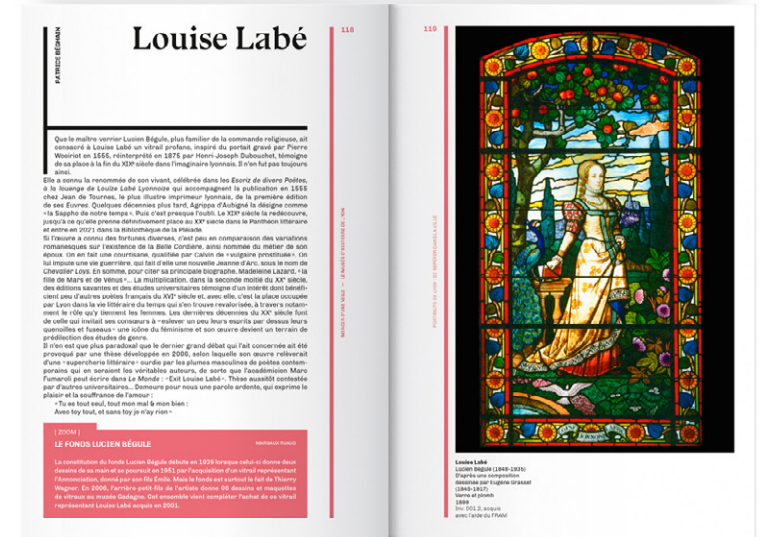 PATRICE BÉGHAIN
Louise Labé
118
Que le maître-verrier Lucien Bégule, plus familier de la commande religieuse, ait
consacré à Louise Labé un vitrail profane, inspiré du portait gravé par Pierre
Woeiriot en 1555, réinterprété en 1875 par Henri-Joseph Dubouchet, témoigne
de sa place à la fin du XIXe siècle dans l'imaginaire lyonnais. Il n'en fut pas toujours
ainsi.
Elle a connu la renommée de son vivant, célébrée dans les Escriz de divers Poëtes,
à la louenge de Louïze Labé Lyonnoize qui accompagnent la publication en 1555
chez Jean de Tournes, le plus illustre imprimeur lyonnais, de la première édition
de ses Euvres. Quelques décennies plus tard, Agrippa d'Aubigné la désigne comme
« la Sappho de notre temps ». Puis c'est presque l'oubli. Le XIXe siècle la redécouvre,
jusqu'à ce qu'elle prenne définitivement place au XXe siècle dans le Panthéon littéraire
et entre en 2021 dans la Bibliothèque de la Pléiade.
Si l'œuvre a connu des fortunes diverses, c'est peu en comparaison des variations
romanesques sur l'existence de la Belle Cordière, ainsi nommée du métier de son
époux. On en fait une courtisane, qualifiée par Calvin de « vulgaire prostituée ». On
lui impute une vie guerrière, qui fait d'elle une nouvelle Jeanne d'Arc, sous le nom de
Chevalier Loys. En somme, pour citer sa principale biographe, Madeleine Lazard, « la
fille de Mars et de Vénus »... La multiplication, dans la seconde moitié du XXe siècle,
des éditions savantes et des études universitaires témoigne d'un intérêt dont bénéfi-
cient peu d'autres poètes français du XVIe siècle et, avec elle, c'est la place occupée
par Lyon dans la vie littéraire du temps qui s'en trouve revalorisée, à travers notam-
ment le rôle qu'y tiennent les femmes. Les dernières décennies du XXe siècle font
de celle qui invitait ses consœurs à « eslever un peu leurs esprits par dessus leurs
quenoilles et fuseaus » une icône du féminisme et son œuvre devient un terrain de
prédilection des études de genre.
Il n'en est que plus paradoxal que le dernier grand débat qui l'ait concernée ait été
provoqué par une thèse développée en 2006, selon laquelle son œuvre relèverait
d'une « supercherie littéraire » ourdie par les plumes masculines de poètes contem-
porains qui en seraient les véritables auteurs, de sorte que l'académicien Marc
Fumaroli peut écrire dans Le Monde : « Exit Louise Labé ». Thèse aussitôt contestée
par d'autres universitaires... Demeure pour nous une parole ardente, qui exprime le
plaisir et la souffrance de l'amour :
« Tu es tout seul, tout mon mal & mon bien :
Avec toy tout, et sans toy je n'ay rien »
[ ZOOM ]
LE FONDS LUCIEN BÉGULE
MARGAUX RUAUD
La constitution du fonds Lucien Bégule débute en 1929 lorsque celui-ci donne deux
dessins de sa main et se poursuit en 1951 par l'acquisition d'un vitrail représentant
l'Annonciation, donné par son fils Émile. Mais le fonds est surtout le fait de Thierry
Wagner. En 2006, l'arrière-petit-fils de l'artiste donne 98 dessins et maquettes
de vitraux au musée Gadagne. Cet ensemble vient compléter l'achat de ce vitrail
représentant Louise Labé acquis en 2001.
119
Louise Labé
Lucien Bégule (1848-1935)
D'après une composition
dessinée par Eugène Grasset
(1845-1917)
Verre et plomb
1899
Inv. 001.2, acquis
avec l'aide du FRAM